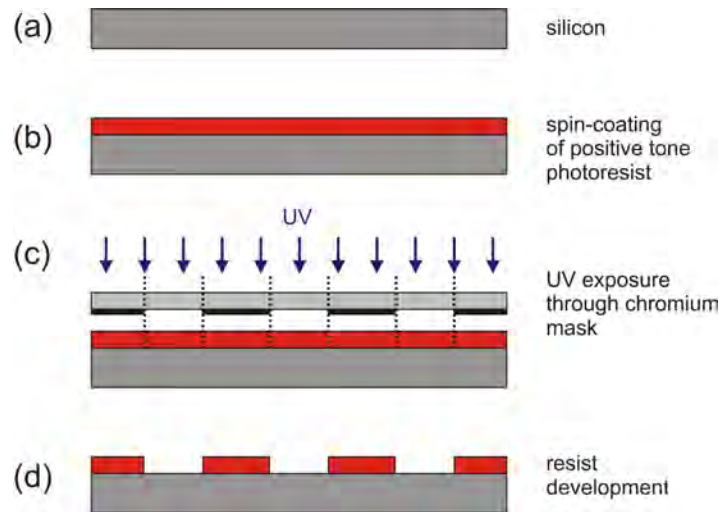 (a)
silicon
(b)
spin-coating
of positive tone
photoresist
UV
(c)
UV exposure
through chromium
mask
(d)
resist
development